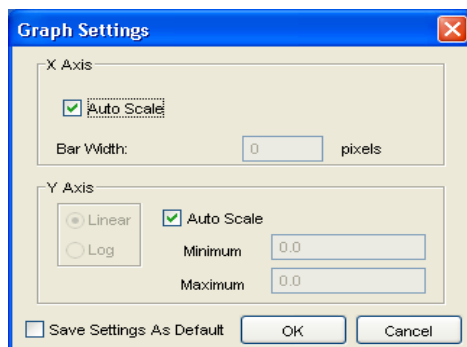 Graph Settings
X Axis
Auto Scale
Bar Width: 0 pixels
Y Axis
Linear Auto Scale
Log Minimum 0.0
Maximum 0.0
Save Settings As Default OK Cancel